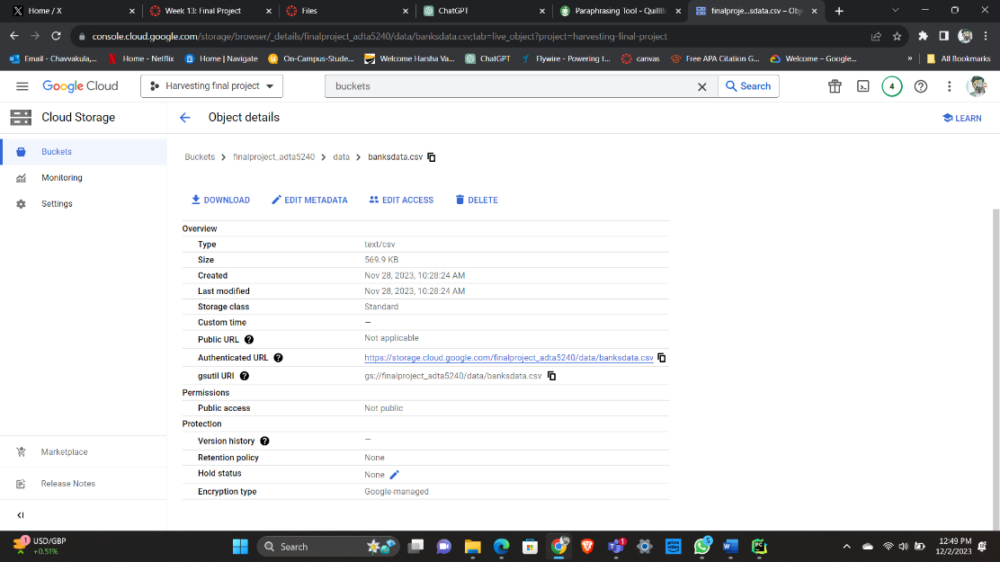 Home / X
Week 13: Final Project
Files
ChatGPT
Paraphrasing Tool - QuillB
finalproje...sdata.csv – Obj
console.cloud.google.com/storage/browser/_details/finalproject_adta5240/data/banksdata.csv;tab=live_object?project=harvesting-final-project
Email - Chavvakula,...
Home - Netflix
Home | Navigate
On-Campus-Stude...
Welcome Harsha Va...
ChatGPT
Flywire - Powering t...
canvas
Free APA Citation G...
Welcome – Google...
»
All Bookmarks
Google Cloud
Harvesting final project
buckets
Search
4
Cloud Storage
Object details
LEARN
Buckets
Monitoring
Settings
Marketplace
Release Notes
Buckets > finalproject_adta5240 > data > banksdata.csv
DOWNLOAD
EDIT METADATA
EDIT ACCESS
DELETE
Overview
Type text/csv
Size 569.9 KB
Created Nov 28, 2023, 10:28:24 AM
Last modified Nov 28, 2023, 10:28:24 AM
Storage class Standard
Custom time —
Public URL Not applicable
Authenticated URL https://storage.cloud.google.com/finalproject_adta5240/data/banksdata.csv
gsutil URI gs://finalproject_adta5240/data/banksdata.csv
Permissions
Public access Not public
Protection
Version history —
Retention policy None
Hold status None
Encryption type Google-managed
1
USD/GBP
+0.51%
Search
1
prime video
5
W
PC
12:49 PM
12/2/2023